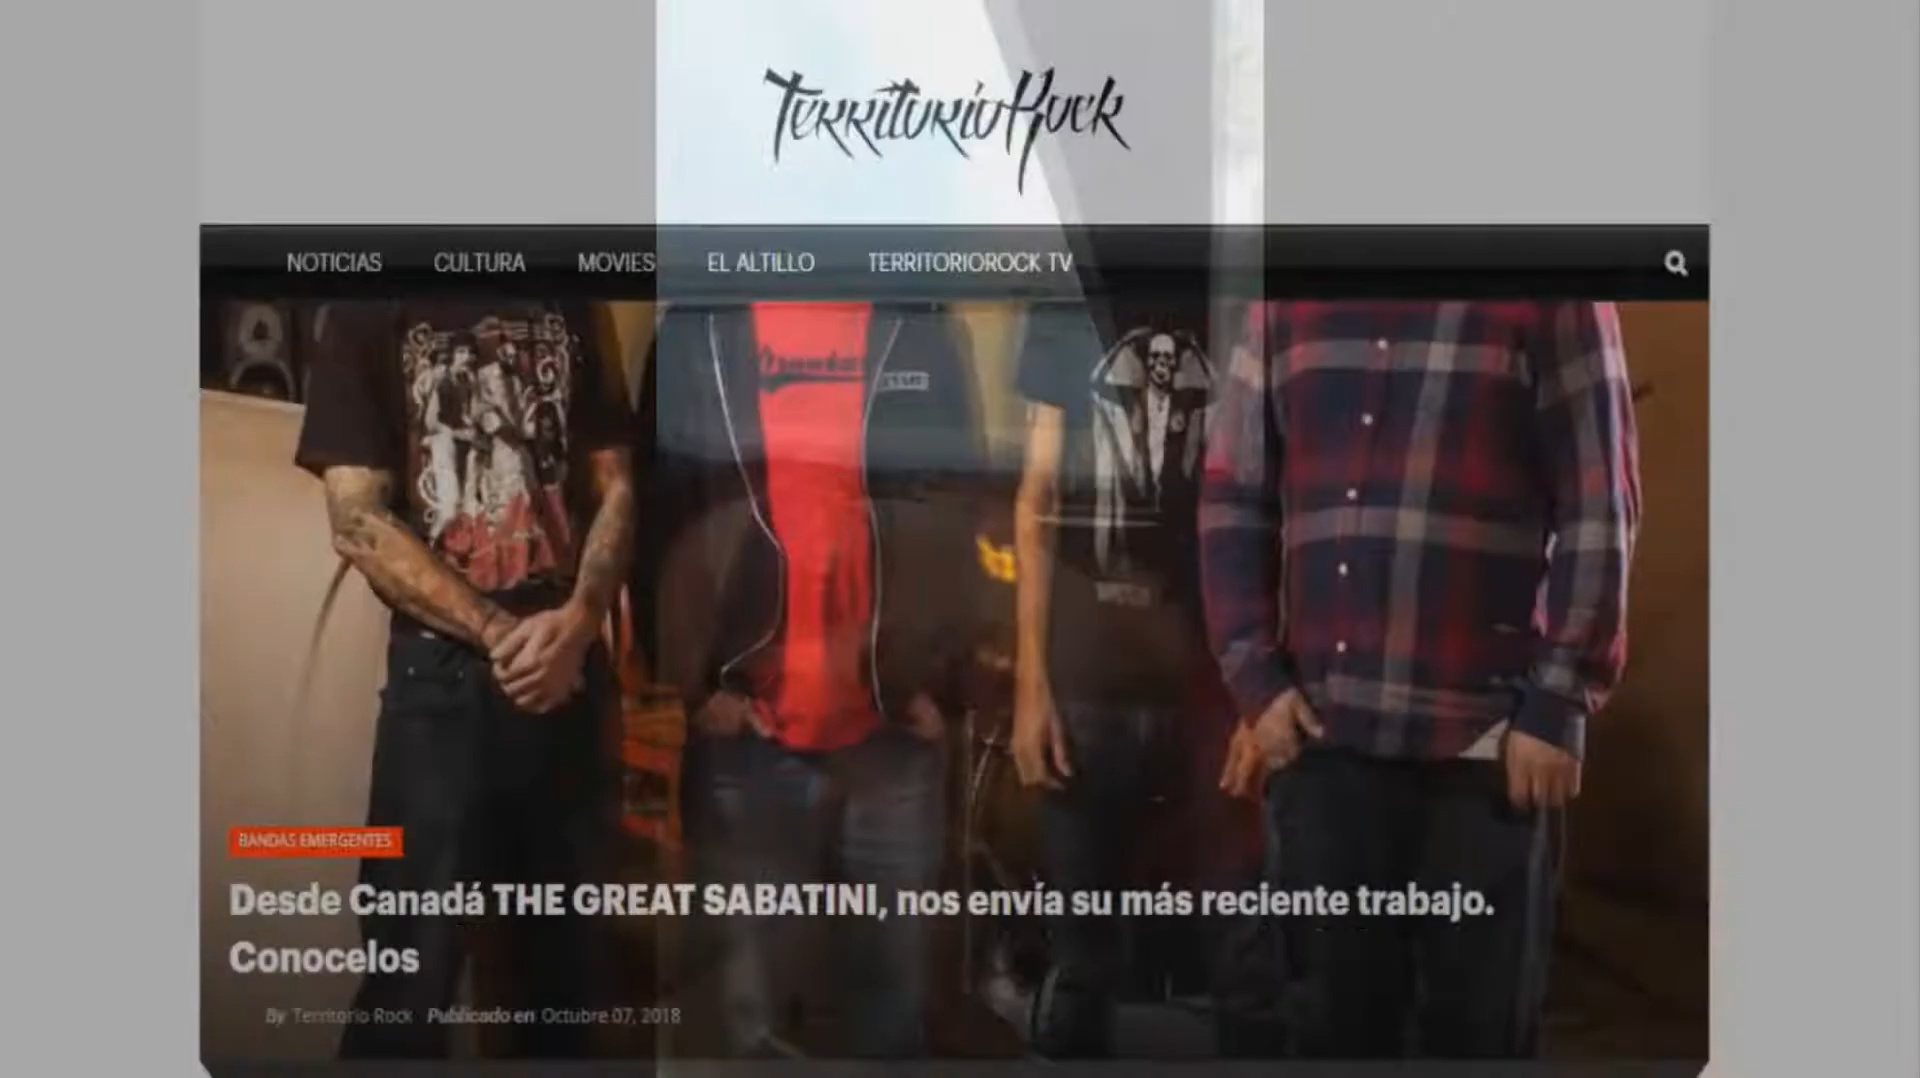 TerritorioRock
NOTICIAS CULTURA MOVIES EL ALTILLO TERRITORIOROCK TV
BANDAS EMERGENTES
Desde Canadá THE GREAT SABATINI, nos envía su más reciente trabajo.
Conocelos
By Territorio Rock Publicado en Octubre 07, 2018